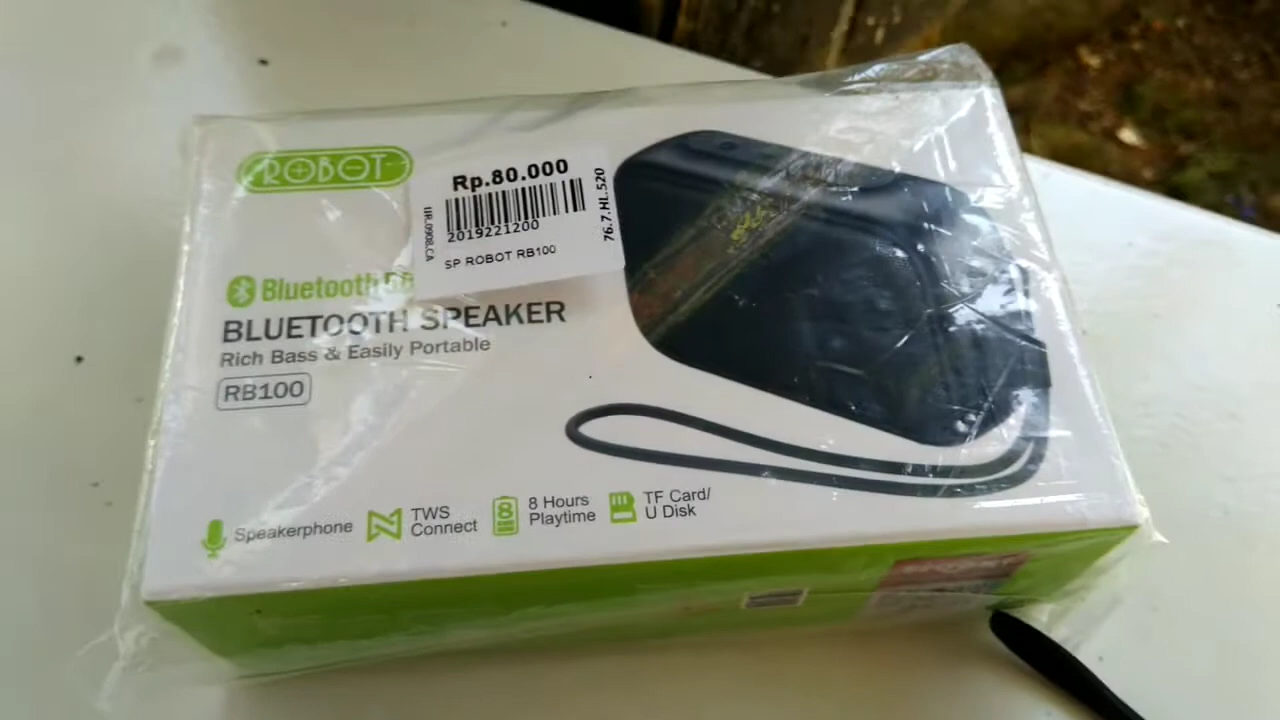 ROBOT
Rp.80.000
2019221200
SP ROBOT RB100
76.7.HL.520
Bluetooth
BLUETOOTH SPEAKER
Rich Bass & Easily Portable
RB100
Speakerphone
TWS
Connect
8
8 Hours
Playtime
TF Card/
U Disk